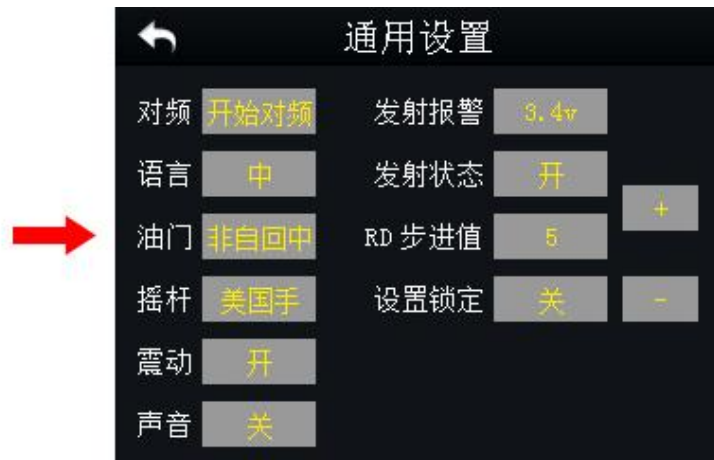 通用设置
对频 开始对频 发射报警 3.4v
语言 中 发射状态 开
+
油门 非自回中 RD 步进值 5
摇杆 美国手 设置锁定 关 -
震动 开
声音 关